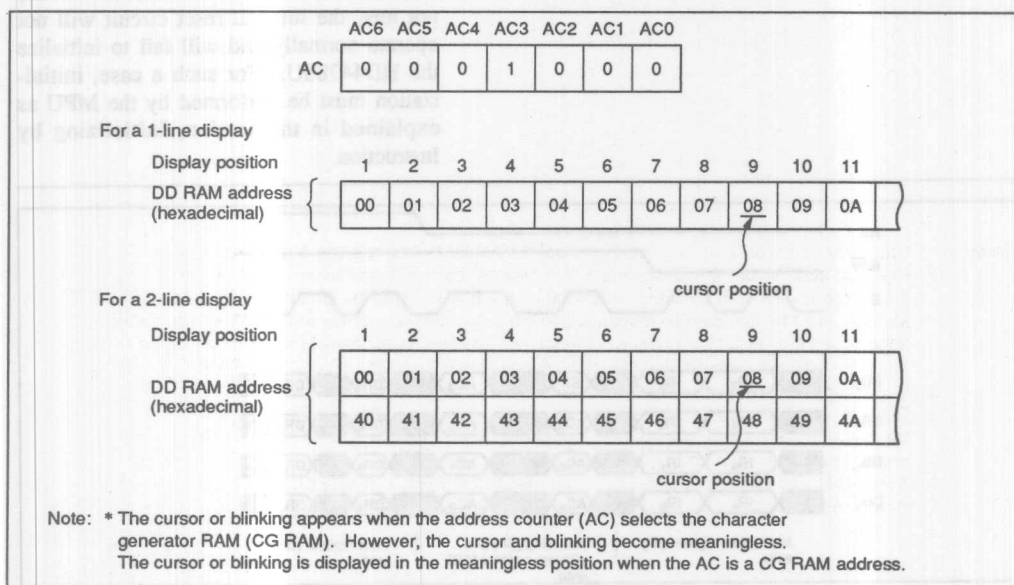 AC6 AC5 AC4 AC3 AC2 AC1 AC0
AC 0 0 0 1 0 0 0
For a 1-line display
Display position 1 2 3 4 5 6 7 8 9 10 11
DD RAM address
(hexadecimal)
00 01 02 03 04 05 06 07 08 09 0A
cursor position
For a 2-line display
Display position 1 2 3 4 5 6 7 8 9 10 11
DD RAM address
(hexadecimal)
00 01 02 03 04 05 06 07 08 09 0A
40 41 42 43 44 45 46 47 48 49 4A
cursor position
Note: * The cursor or blinking appears when the address counter (AC) selects the character
generator RAM (CG RAM). However, the cursor and blinking become meaningless.
The cursor or blinking is displayed in the meaningless position when the AC is a CG RAM address.